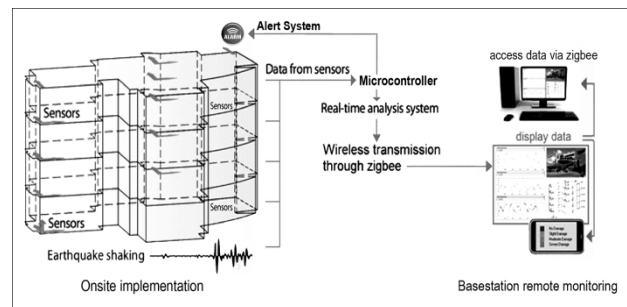 Alert System
ALARM
Data from sensors
Microcontroller
Real-time analysis system
Wireless transmission
through zigbee
Sensors
Sensors
Sensors
Sensors
Earthquake shaking
Onsite implementation
access data via zigbee
display data
No Damage
Slight Damage
Moderate Damage
Severe Damage
Basestation remote monitoring